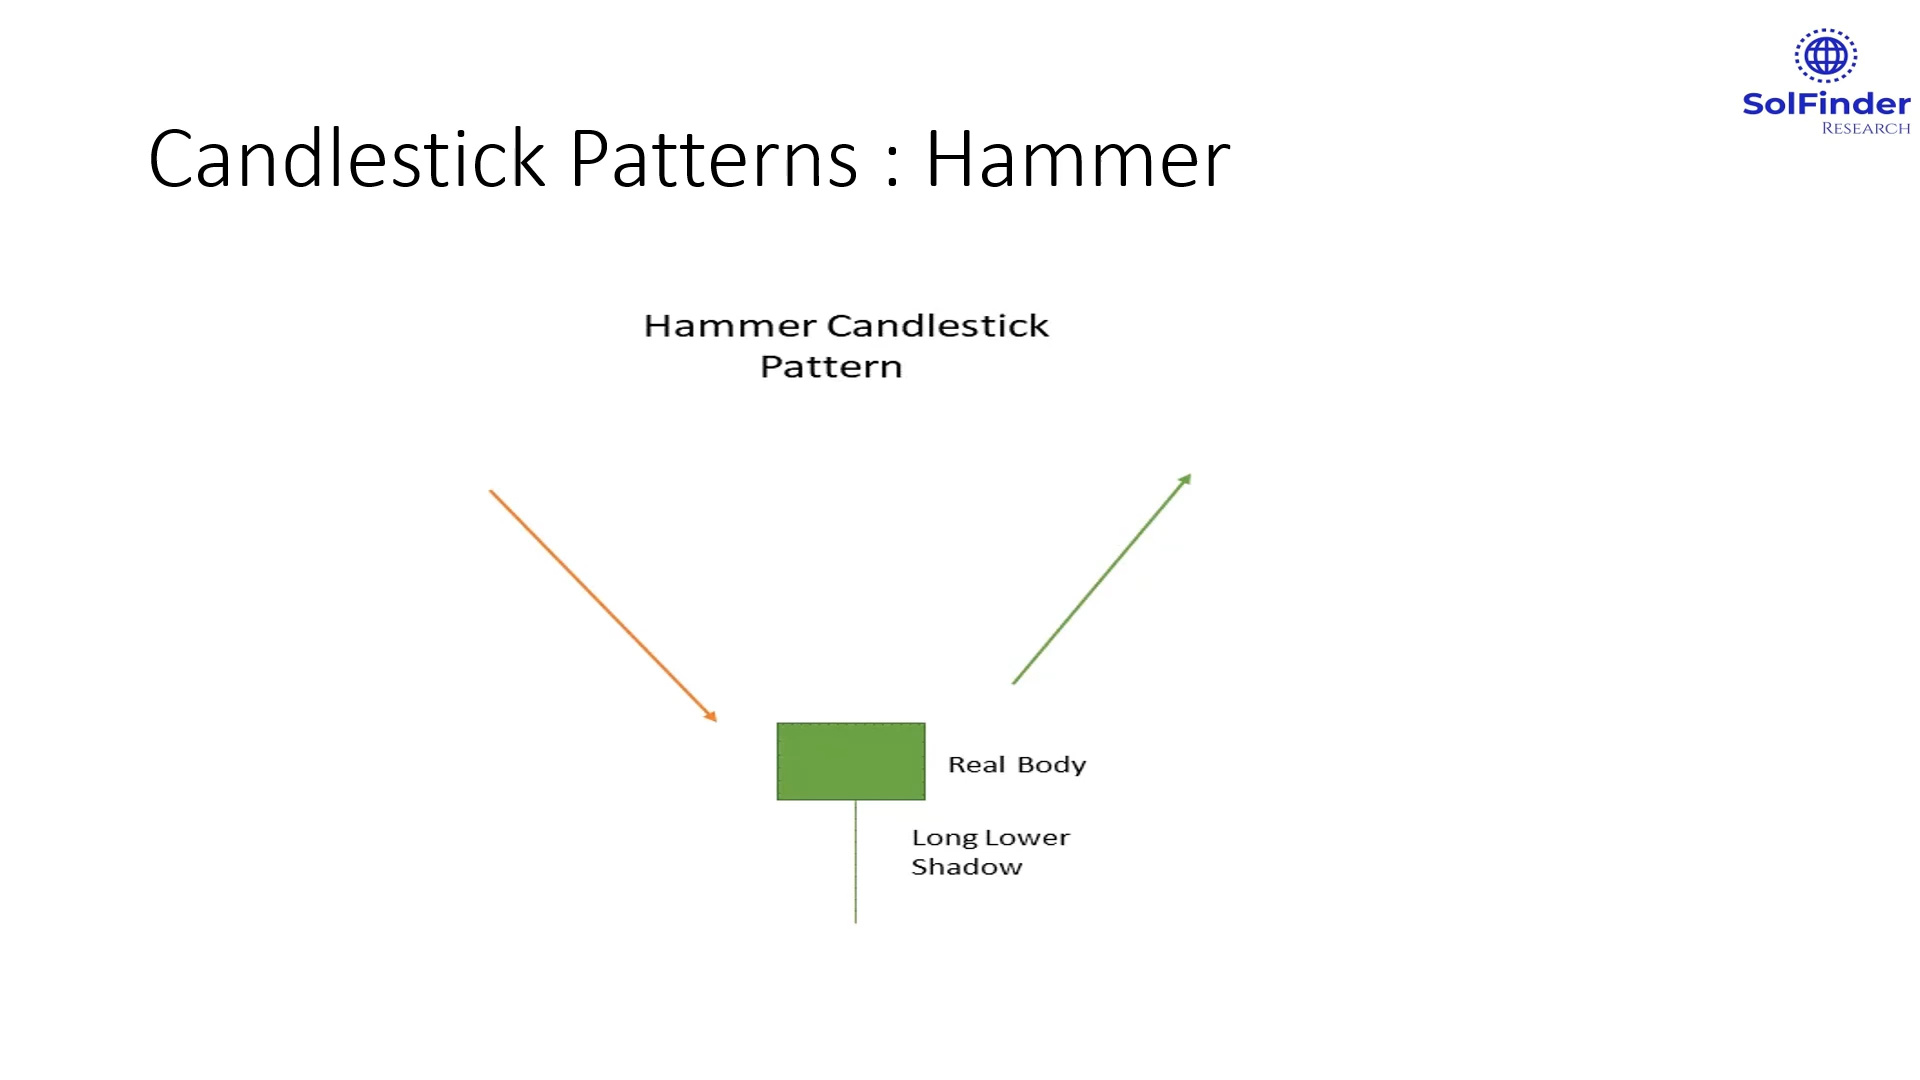 SolFinder
RESEARCH
Candlestick Patterns : Hammer
Hammer Candlestick
Pattern
Real Body
Long Lower
Shadow